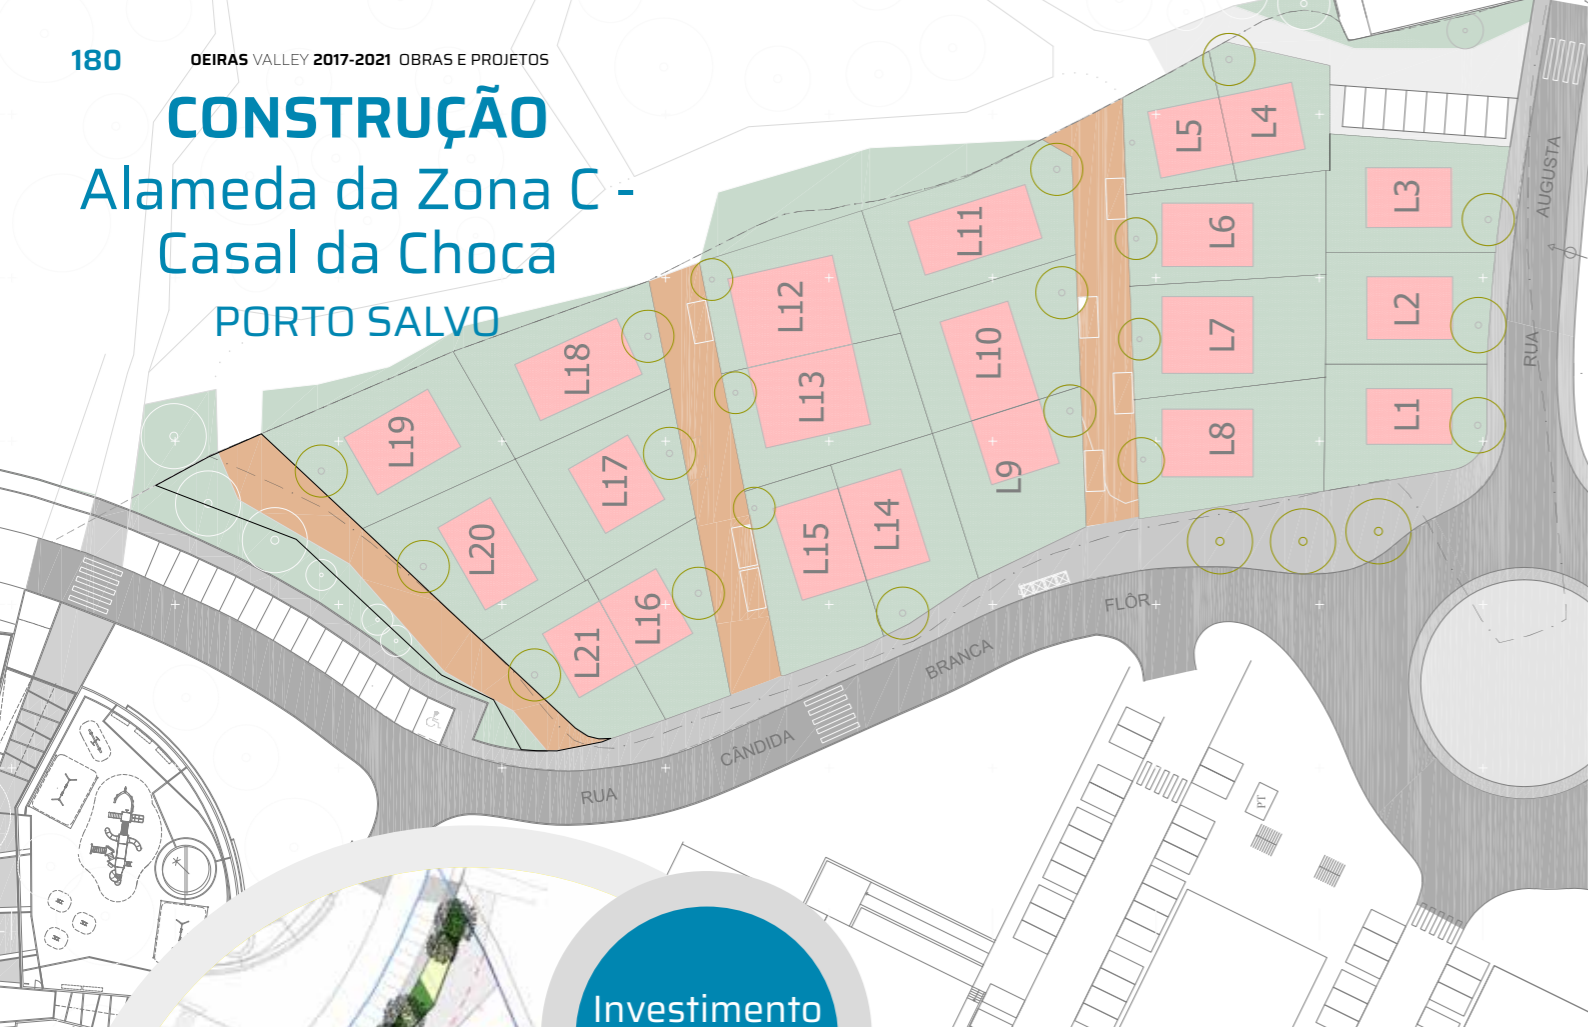 180
OEIRAS VALLEY 2017-2021 OBRAS E PROJETOS
CONSTRUÇÃO
Alameda da Zona C -
Casal da Choca
PORTO SALVO
L5
L4
L3
L6
L11
L2
L12
L7
L10
L18
L13
L1
L8
L19
L17
L9
L14
L15
L20
L16
L21
RUA
AUGUSTA
RUA
CÂNDIDA
BRANCA
FLÔR
PT
Investimento